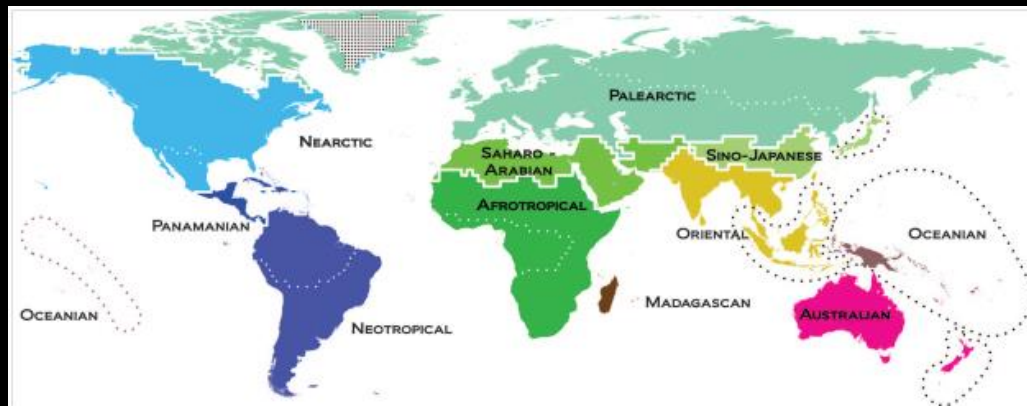 PALEARCTIC
NEARCTIC
SAHARO -
ARABIAN
SINO-JAPANESE
AFROTROPICAL
PANAMANIAN
ORIENTAL
OCEANIAN
MADAGASCAN
OCEANIAN
AUSTRALIAN
NEOTROPICAL